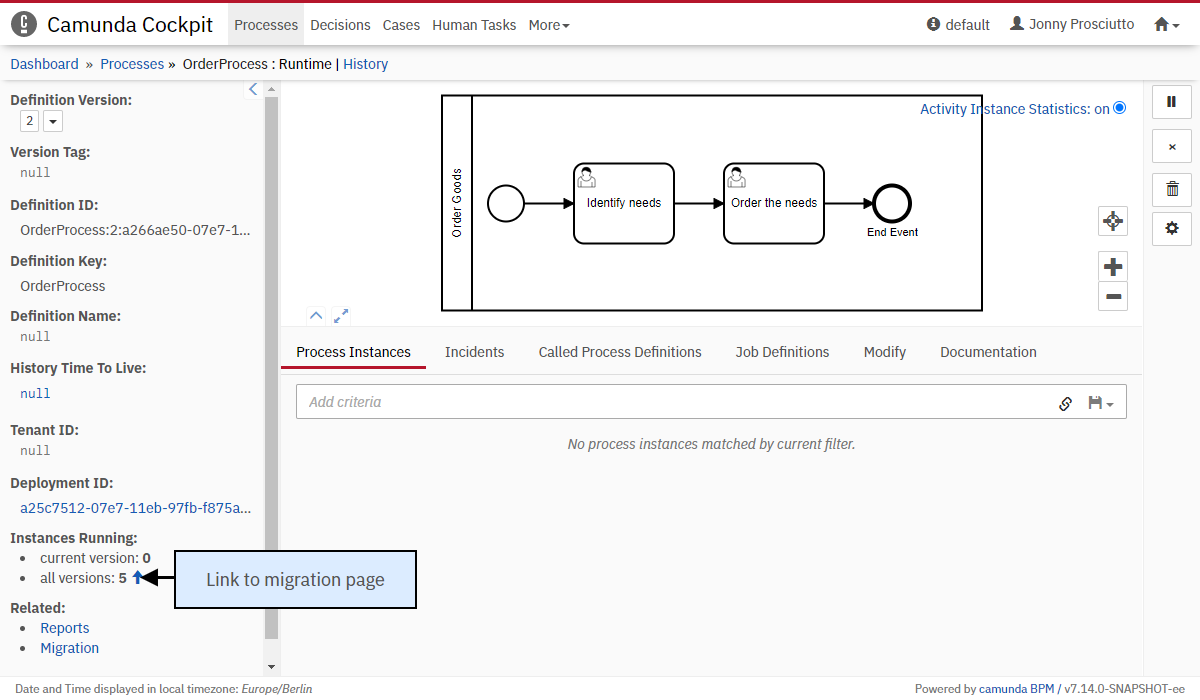 Camunda Cockpit Processes Decisions Cases Human Tasks More default Jonny Prosciutto
Dashboard » Processes » OrderProcess : Runtime | History
Definition Version:
2
Version Tag:
null
Definition ID:
OrderProcess:2:a266ae50-07e7-1...
Definition Key:
OrderProcess
Definition Name:
null
History Time To Live:
null
Tenant ID:
null
Deployment ID:
a25c7512-07e7-11eb-97fb-f875a...
Instances Running:
current version: 0
all versions: 5
Link to migration page
Related:
Reports
Migration
Activity Instance Statistics: on
Order Goods
Identify needs
Order the needs
End Event
Process Instances Incidents Called Process Definitions Job Definitions Modify Documentation
Add criteria
No process instances matched by current filter.
Date and Time displayed in local timezone: Europe/Berlin
Powered by camunda BPM / v7.14.0-SNAPSHOT-ee